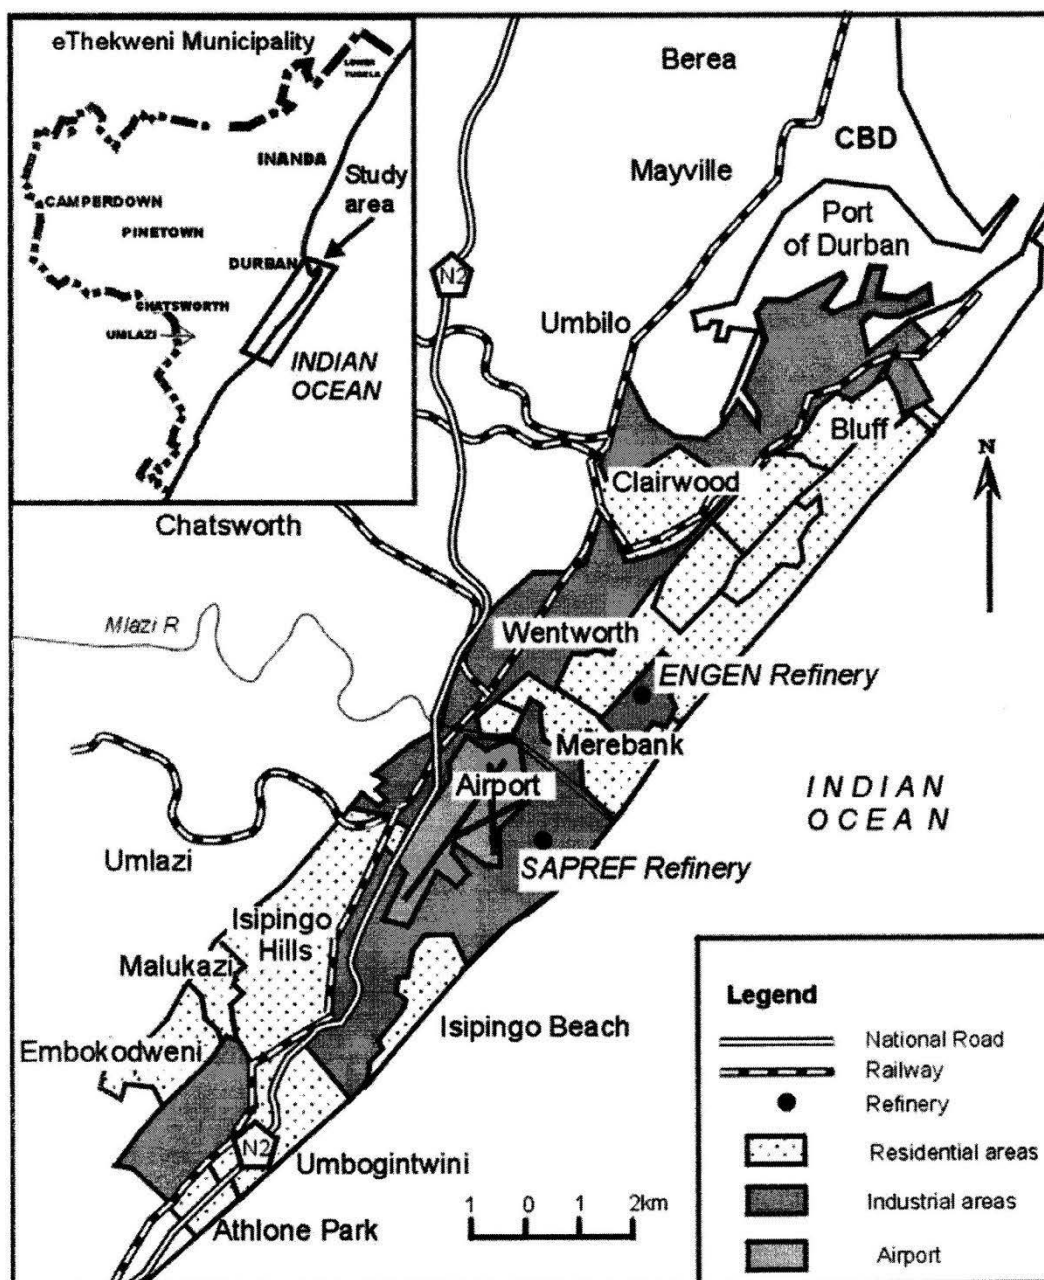 eThekweni Municipality
LOWER
TUGELA
INANDA
Study
area
CAMPERDOWN
PINETOWN
DURBAN
CHATSWORTH
UMLAZI
INDIAN
OCEAN
Berea
CBD
Mayville
Port
of Durban
N2
Umbilo
Bluff
N
Clairwood
Chatsworth
Mlazi R
Wentworth
ENGEN Refinery
Merebank
Airport
INDIAN
OCEAN
Umlazi
SAPREF Refinery
Isipingo
Hills
Malukazi
Isipingo Beach
Embokodweni
N2
Umbogintwini
Athlone Park
1 0 1 2km
Legend
National Road
Railway
Refinery
Residential areas
Industrial areas
Airport